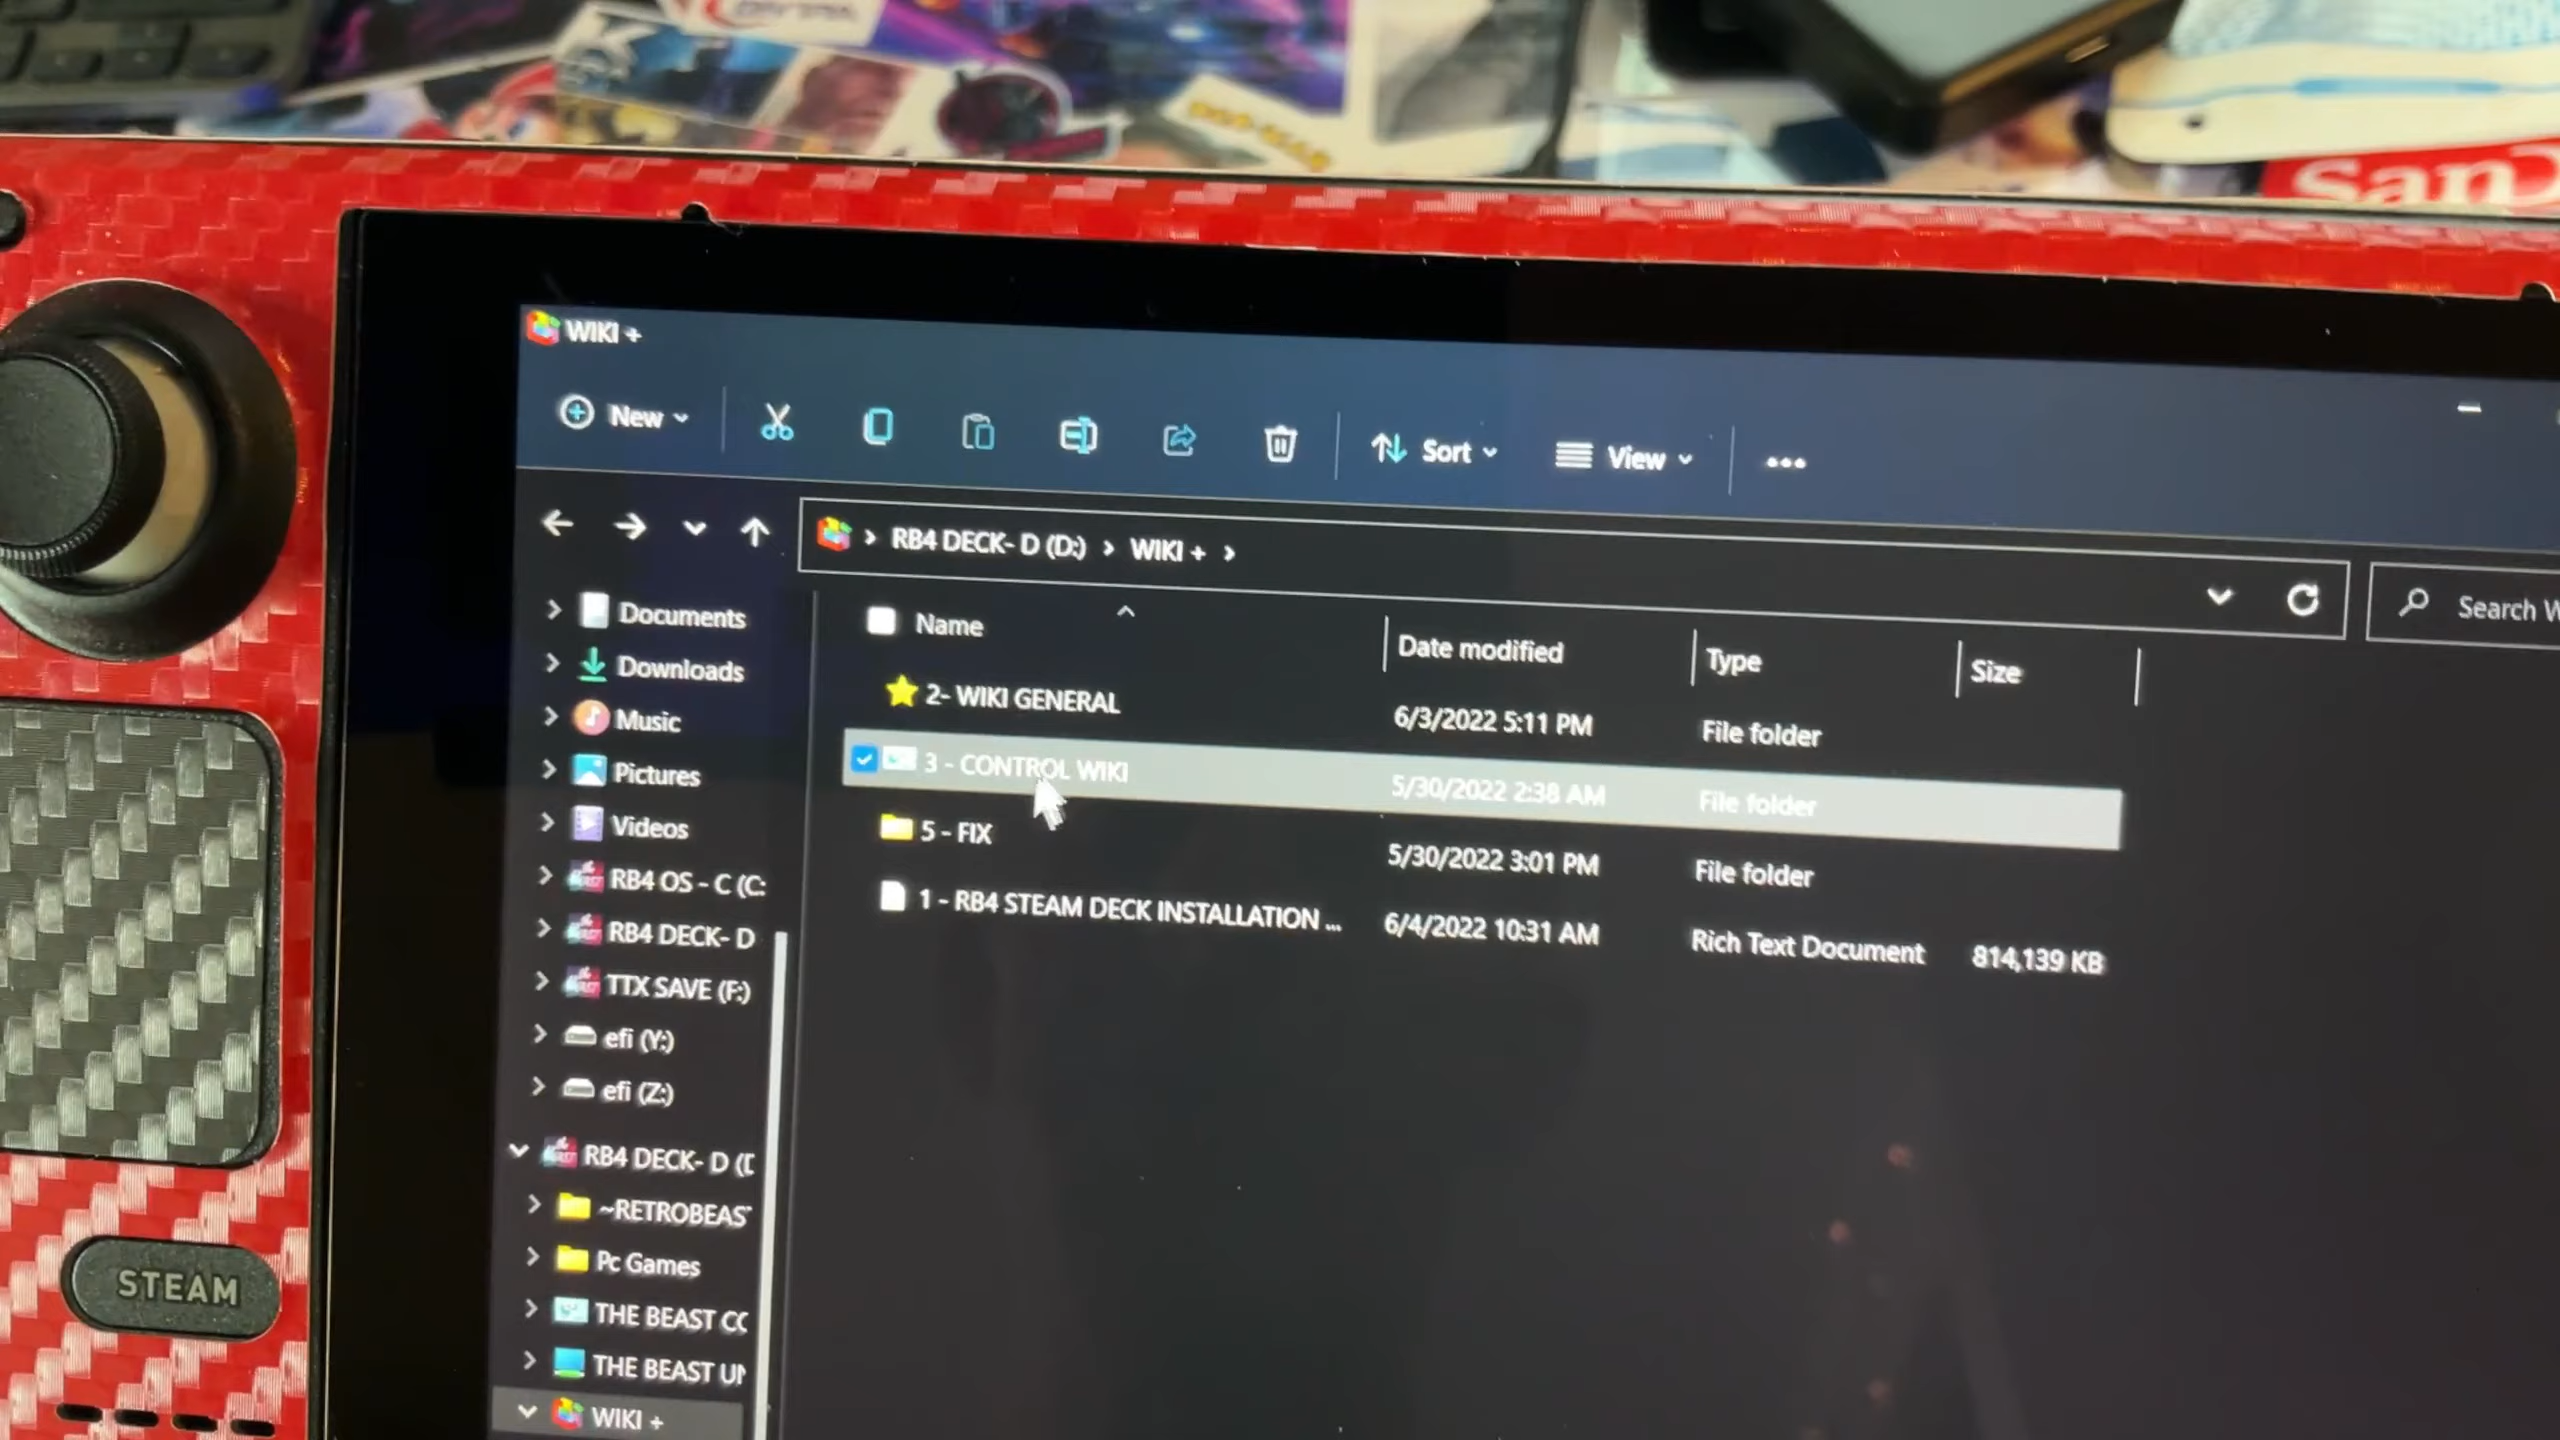 SanD
WIKI +
New
Sort
View
RB4 DECK- D (D:) > WIKI + >
Search W
Name
Date modified
Type
Size
2- WIKI GENERAL
6/3/2022 5:11 PM
File folder
3 - CONTROL WIKI
5/30/2022 2:38 AM
File folder
5 - FIX
5/30/2022 3:01 PM
File folder
1 - RB4 STEAM DECK INSTALLATION ...
6/4/2022 10:31 AM
Rich Text Document
814,139 KB
Documents
Downloads
Music
Pictures
Videos
RB4 OS - C (C:
RB4 DECK- D
TTX SAVE (F:)
efi (Y:)
efi (Z:)
RB4 DECK- D (D
~RETROBEAST
Pc Games
THE BEAST CO
THE BEAST UN
WIKI +
STEAM